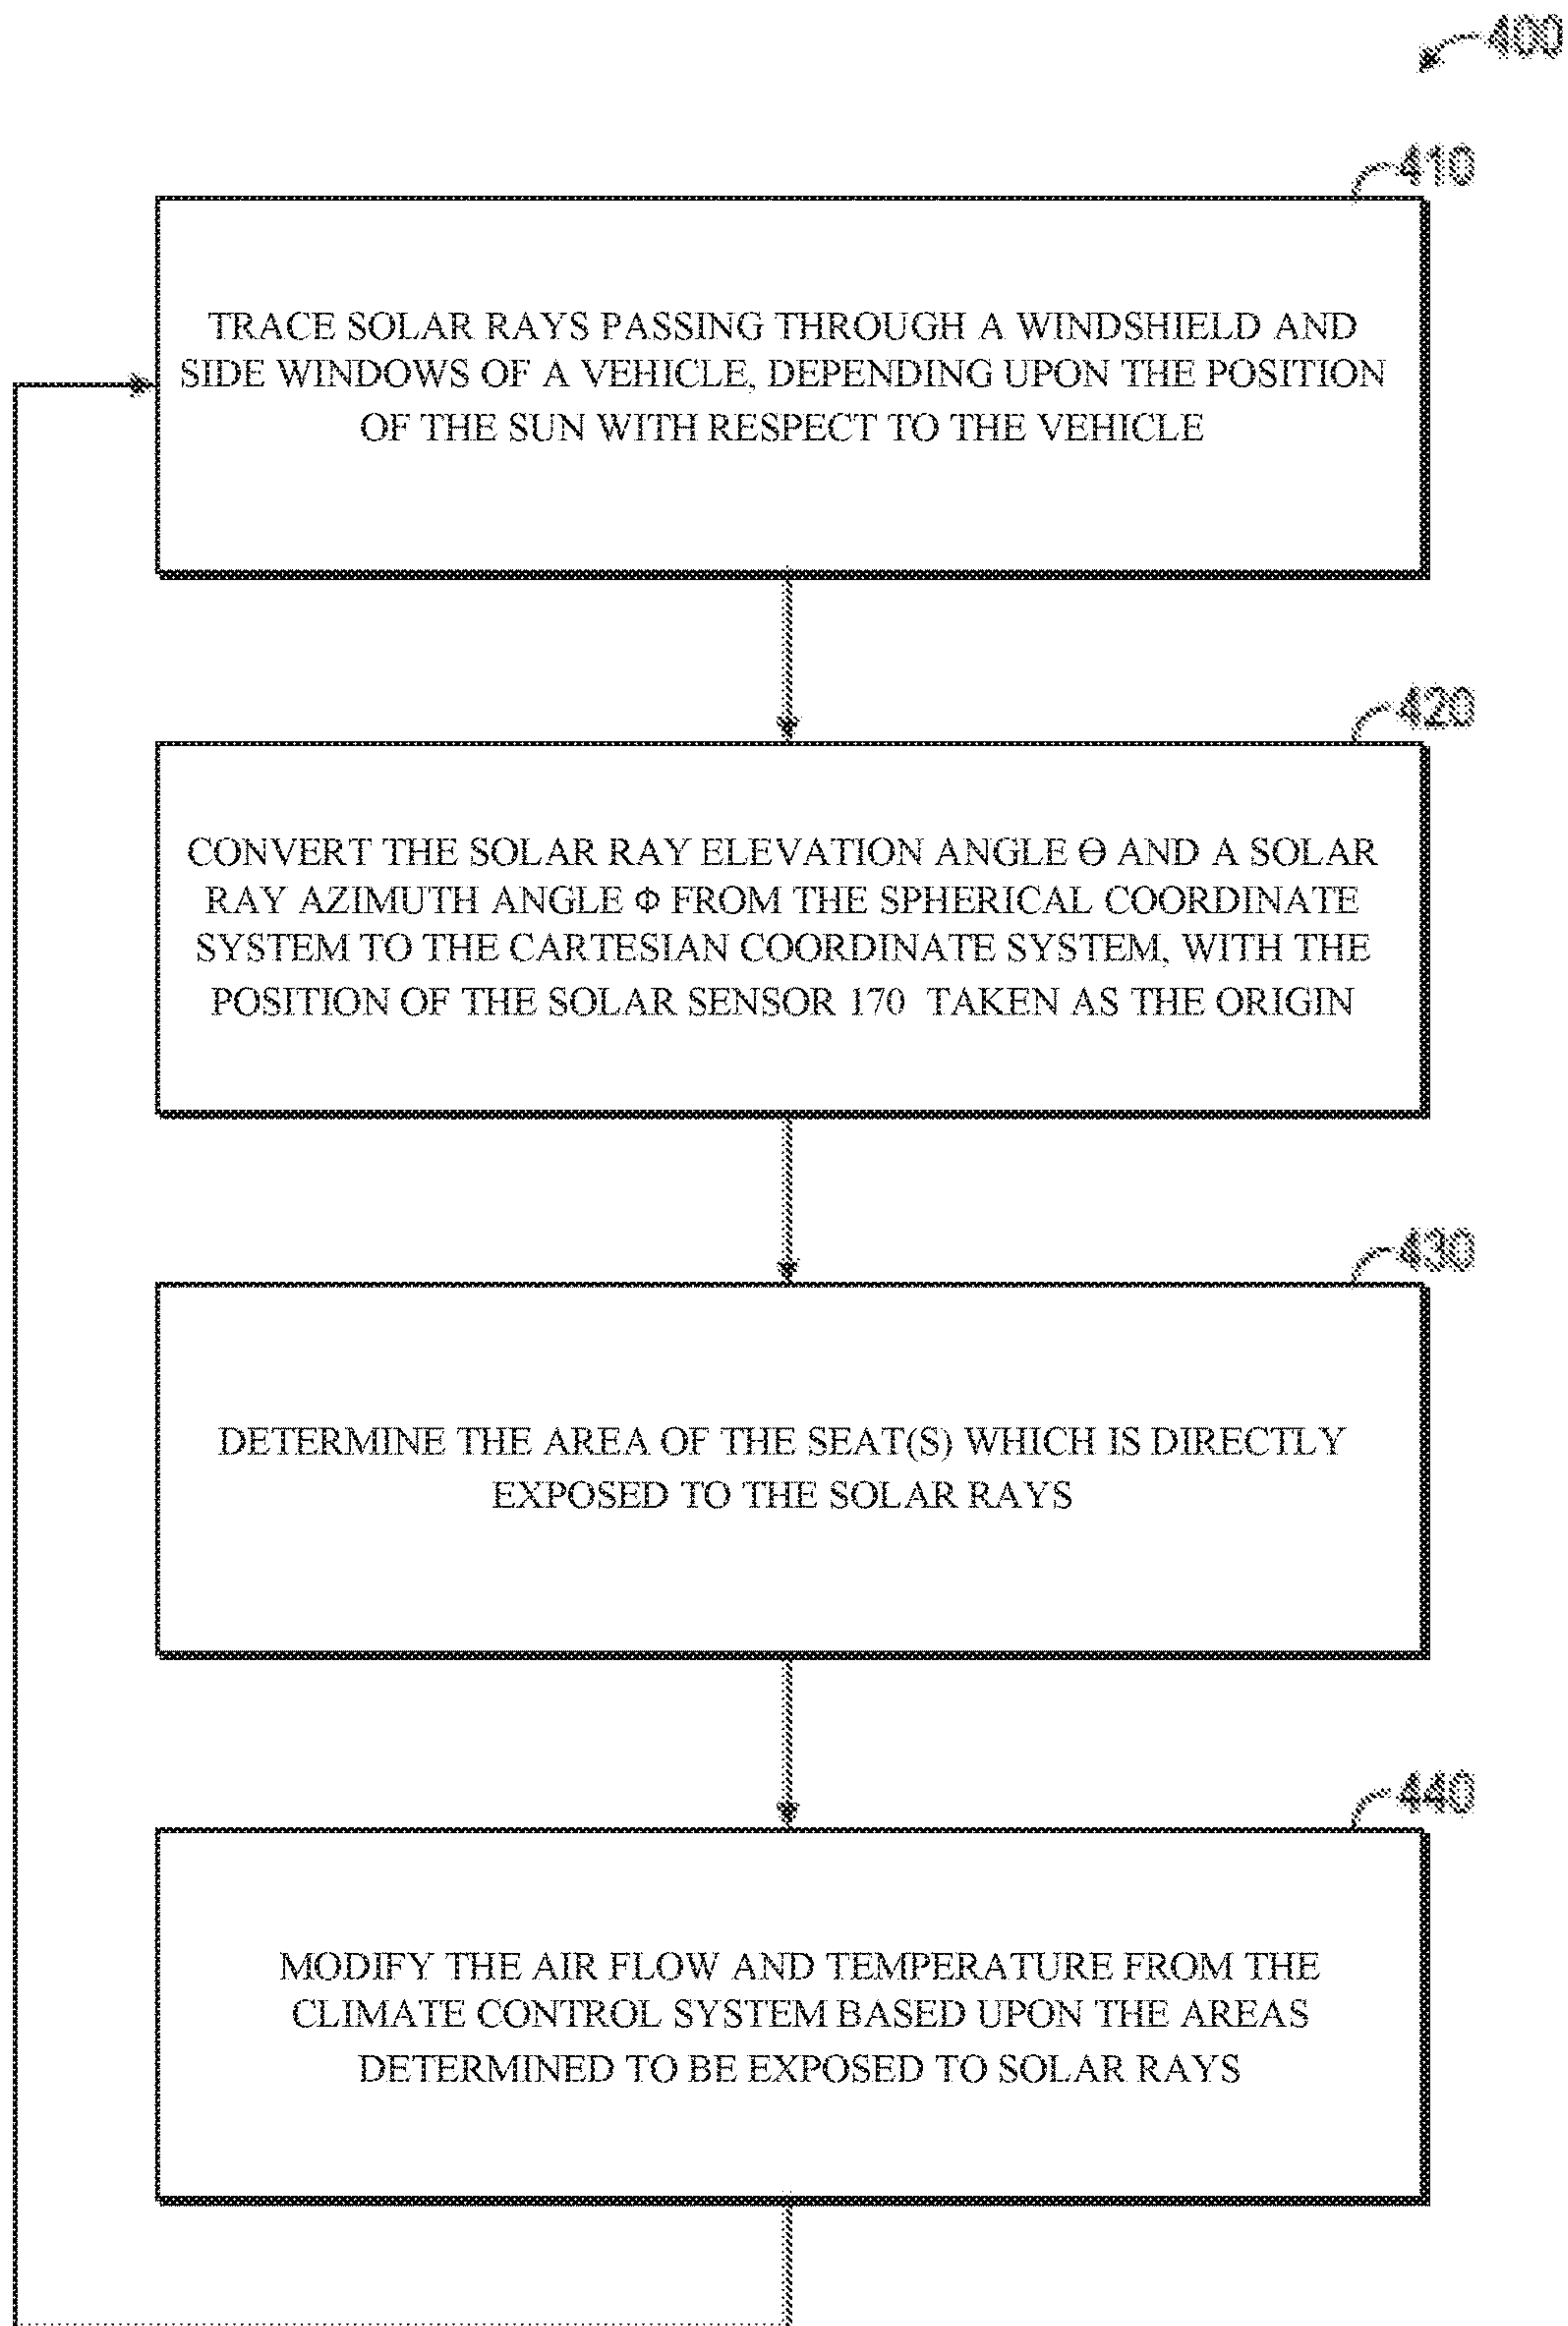 400
410
TRACE SOLAR RAYS PASSING THROUGH A WINDSHIELD AND
SIDE WINDOWS OF A VEHICLE, DEPENDING UPON THE POSITION
OF THE SUN WITH RESPECT TO THE VEHICLE
420
CONVERT THE SOLAR RAY ELEVATION ANGLE Θ AND A SOLAR
RAY AZIMUTH ANGLE Φ FROM THE SPHERICAL COORDINATE
SYSTEM TO THE CARTESIAN COORDINATE SYSTEM, WITH THE
POSITION OF THE SOLAR SENSOR 170 TAKEN AS THE ORIGIN
430
DETERMINE THE AREA OF THE SEAT(S) WHICH IS DIRECTLY
EXPOSED TO THE SOLAR RAYS
440
MODIFY THE AIR FLOW AND TEMPERATURE FROM THE
CLIMATE CONTROL SYSTEM BASED UPON THE AREAS
DETERMINED TO BE EXPOSED TO SOLAR RAYS